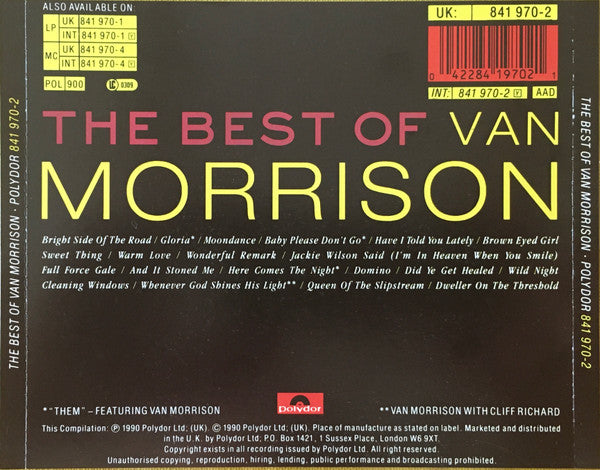 ALSO AVAILABLE ON:
LP UK 841 970-1
INT 841 970-1 Y
MC UK 841 970-4
INT 841 970-4 Y
POL 900
LC 0309
UK: 841 970-2
0 42284 19702 1
INT: 841 970-2 Y AAD
THE BEST OF VAN
MORRISON
Bright Side Of The Road / Gloria* / Moondance / Baby Please Don't Go* / Have I Told You Lately / Brown Eyed Girl
Sweet Thing / Warm Love / Wonderful Remark / Jackie Wilson Said (I'm In Heaven When You Smile)
Full Force Gale / And It Stoned Me / Here Comes The Night* / Domino / Did Ye Get Healed / Wild Night
Cleaning Windows / Whenever God Shines His Light** / Queen Of The Slipstream / Dweller On The Threshold
*"THEM" – FEATURING VAN MORRISON
Polydor
**VAN MORRISON WITH CLIFF RICHARD
This Compilation: ℗ 1990 Polydor Ltd; (UK). © 1990 Polydor Ltd; (UK). Place of manufacture as stated on label. Marketed and distributed
in the U.K. by Polydor Ltd; P.O. Box 1421, 1 Sussex Place, London W6 9XT.
Copyright exists in all recording issued by Polydor Ltd.
Unauthorised copying, reproduction, hiring, lending, public performance and broadcasting prohibited.
THE BEST OF VAN MORRISON · POLYDOR 841 970-2
THE BEST OF VAN MORRISON · POLYDOR 841 970-2